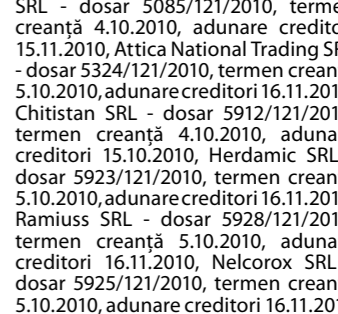 SRL - dosar 5085/121/2010, terme
creanță 4.10.2010, adunare credito
15.11.2010, Attica National Trading SR
- dosar 5324/121/2010, termen crean
5.10.2010, adunare creditori 16.11.201
Chitistan SRL - dosar 5912/121/201
termen creanță 4.10.2010, aduna
creditori 15.10.2010, Herdamic SRL
dosar 5923/121/2010, termen crean
5.10.2010, adunare creditori 16.11.201
Ramiuss SRL - dosar 5928/121/201
termen creanță 5.10.2010, aduna
creditori 16.11.2010, Nelcorox SRL
dosar 5925/121/2010, termen crean
5.10.2010, adunare creditori 16.11.201